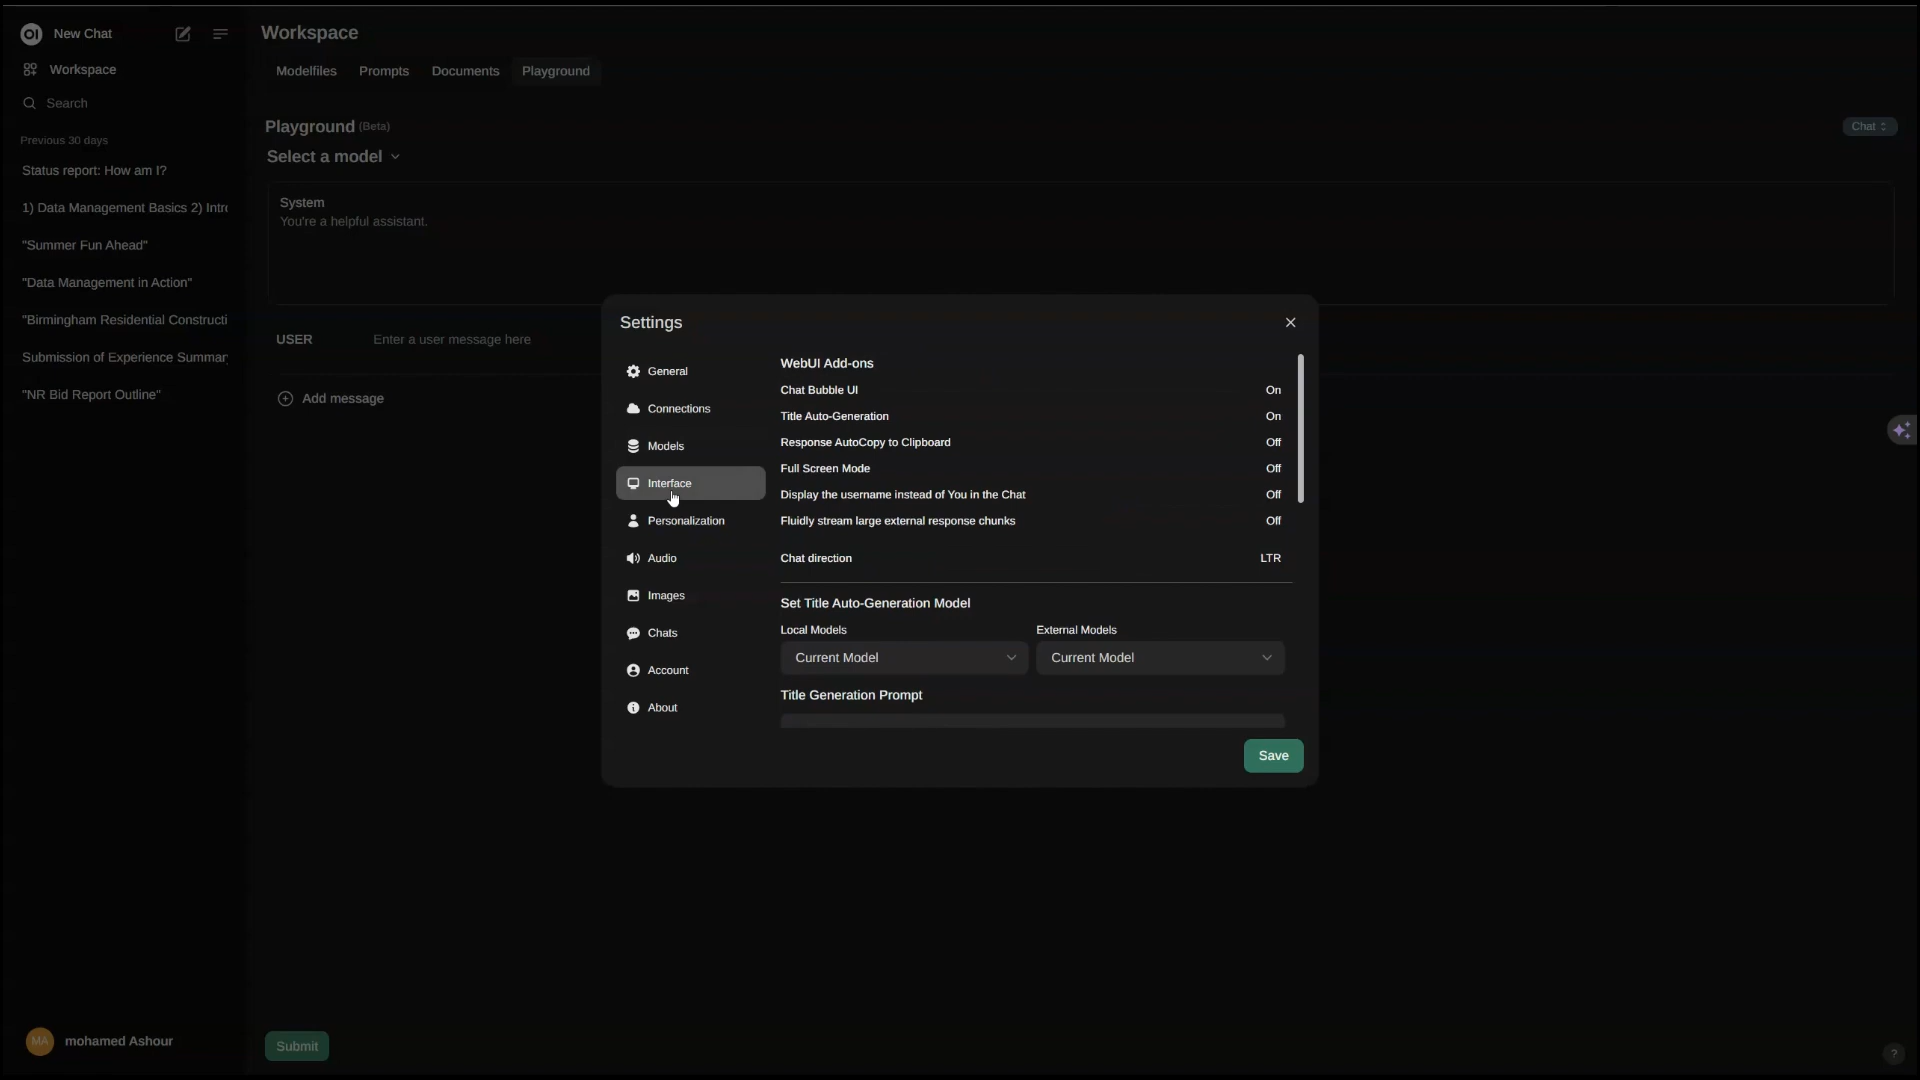 OI New Chat
Workspace
Search
Previous 30 days
Status report: How am I?
1) Data Management Basics 2) Intro
"Summer Fun Ahead"
"Data Management in Action"
"Birmingham Residential Constructi
Submission of Experience Summary
"NR Bid Report Outline"
MA mohamed Ashour
Workspace
Modelfiles Prompts Documents Playground
Playground (Beta)
Chat
Select a model
System
You're a helpful assistant.
USER Enter a user message here
Add message
Submit
?
Settings
General
Connections
Models
Interface
Personalization
Audio
Images
Chats
Account
About
WebUI Add-ons
Chat Bubble UI On
Title Auto-Generation On
Response AutoCopy to Clipboard Off
Full Screen Mode Off
Display the username instead of You in the Chat Off
Fluidly stream large external response chunks Off
Chat direction LTR
Set Title Auto-Generation Model
Local Models External Models
Current Model Current Model
Title Generation Prompt
Save